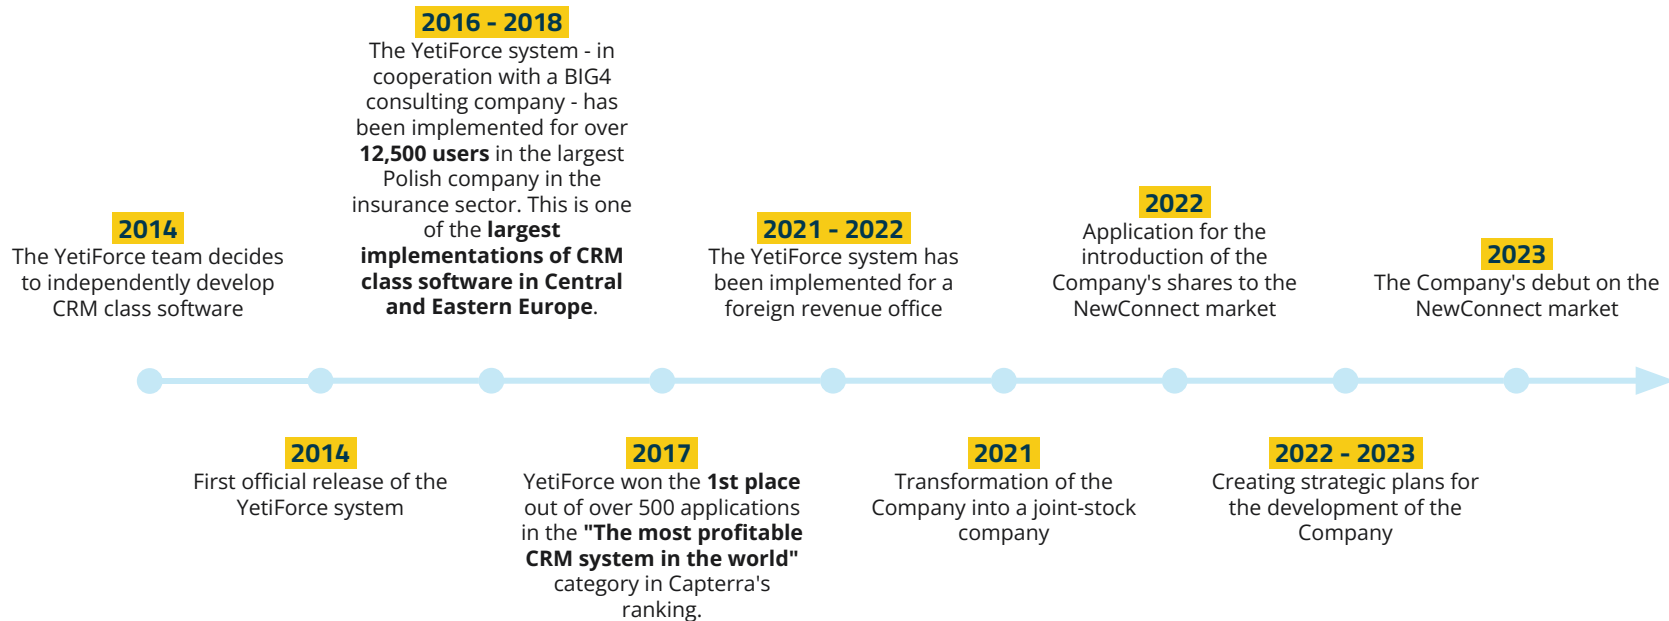 2014
The YetiForce team decides
to independently develop
CRM class software
2014
First official release of the
YetiForce system
2016 - 2018
The YetiForce system - in
cooperation with a BIG4
consulting company - has
been implemented for over
12,500 users in the largest
Polish company in the
insurance sector. This is one
of the largest
implementations of CRM
class software in Central
and Eastern Europe.
2017
YetiForce won the 1st place
out of over 500 applications
in the "The most profitable
CRM system in the world"
category in Capterra's
ranking.
2021 - 2022
The YetiForce system has
been implemented for a
foreign revenue office
2021
Transformation of the
Company into a joint-stock
company
2022
Application for the
introduction of the
Company's shares to the
NewConnect market
2022 - 2023
Creating strategic plans for
the development of the
Company
2023
The Company's debut on the
NewConnect market